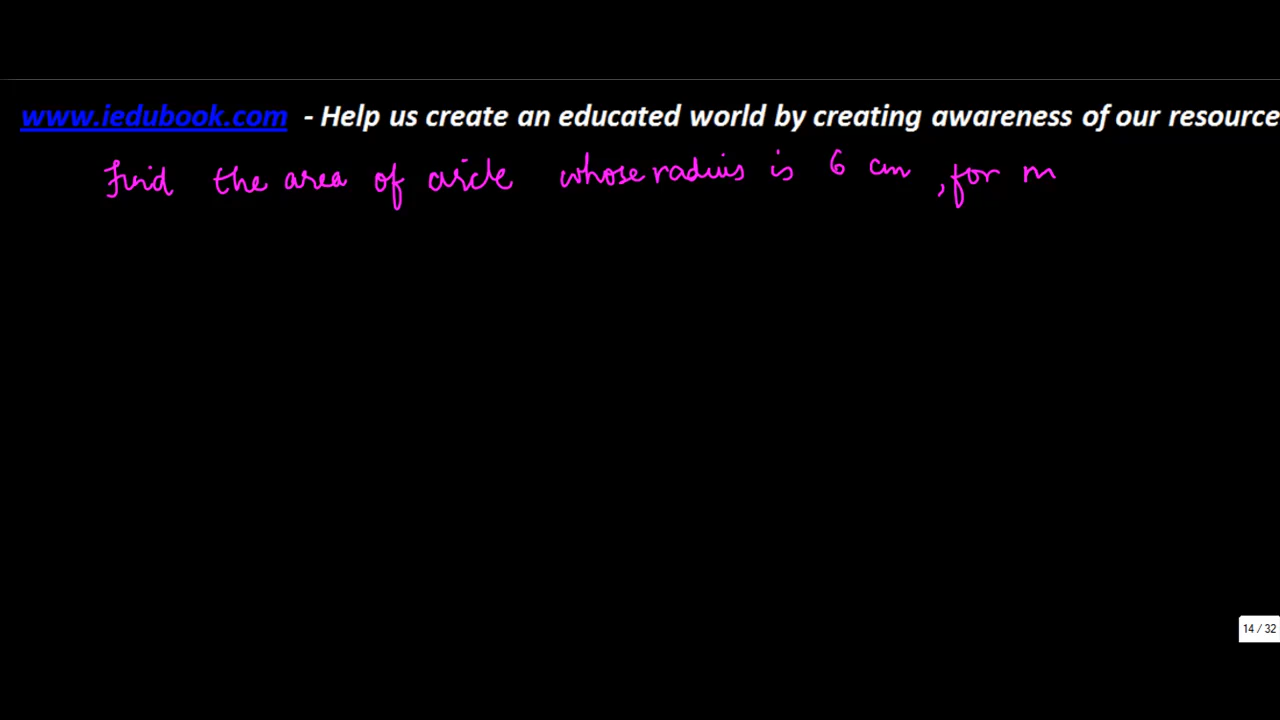 www.iedubook.com - Help us create an educated world by creating awareness of our resource
find the area of circle whose radius is 6 cm , for m
14 / 32